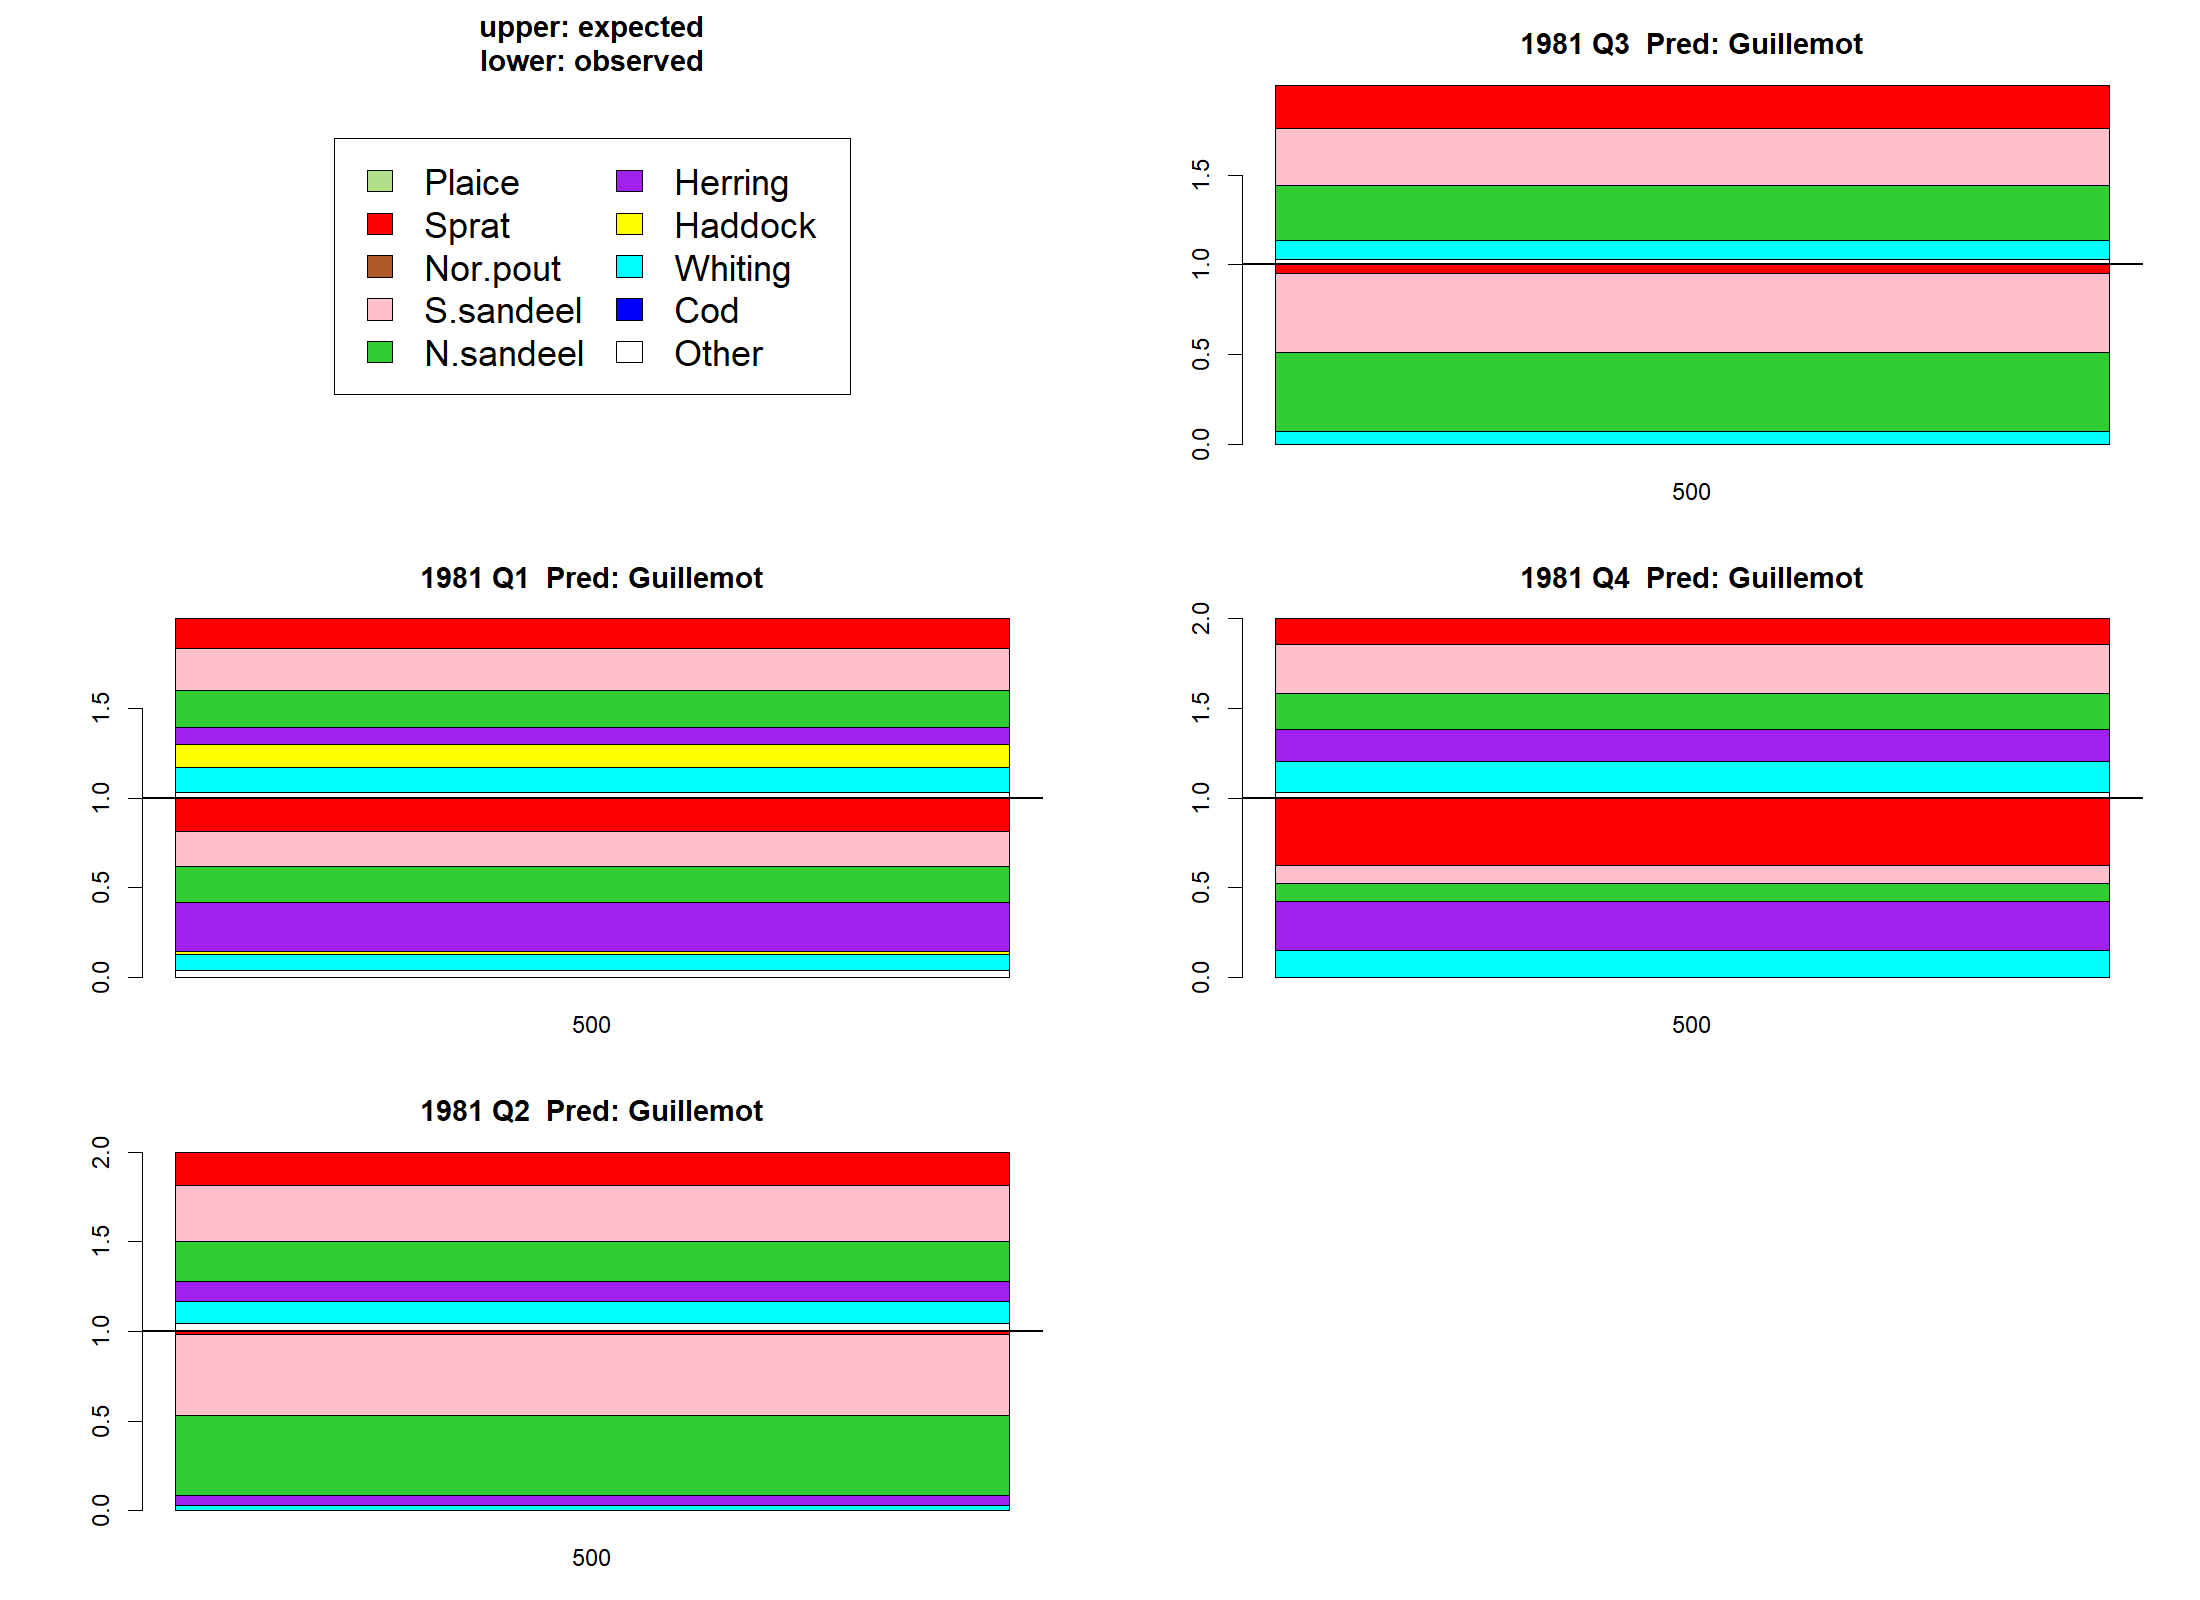 upper: expected
lower: observed
Plaice
Sprat
Nor.pout
S.sandeel
N.sandeel
Herring
Haddock
Whiting
Cod
Other
1981 Q3  Pred: Guillemot
1.5
1.0
0.5
0.0
500
1981 Q1  Pred: Guillemot
1.5
1.0
0.5
0.0
500
1981 Q4  Pred: Guillemot
2.0
1.5
1.0
0.5
0.0
500
1981 Q2  Pred: Guillemot
2.0
1.5
1.0
0.5
0.0
500